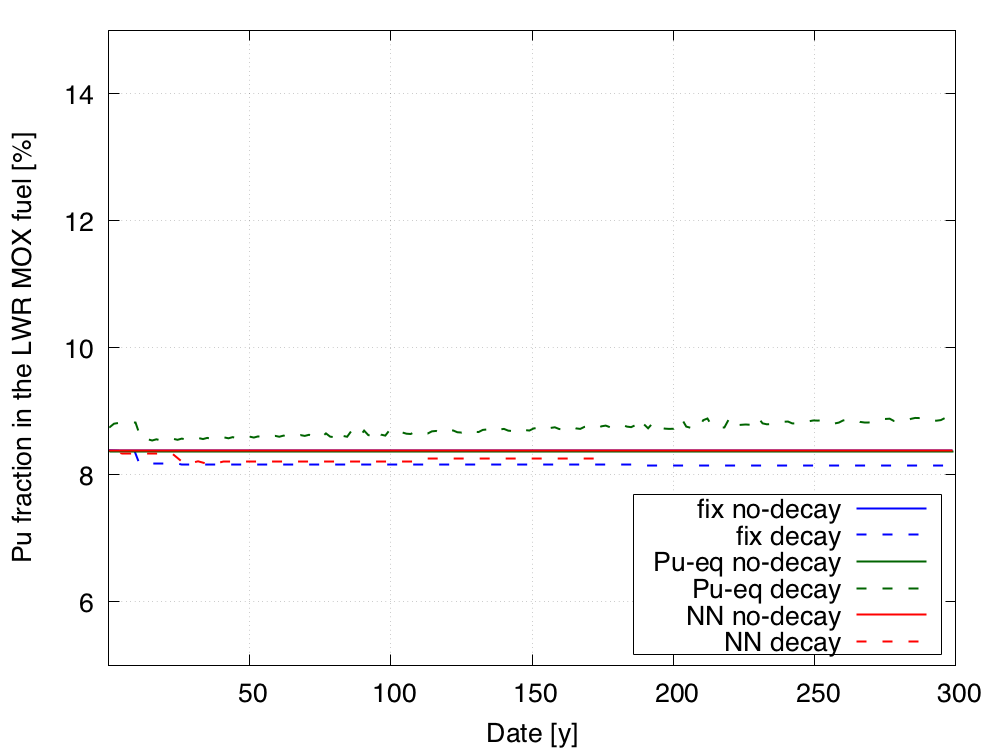 Pu fraction in the LWR MOX fuel [%]
14
12
10
8
6
fix no-decay
fix decay
Pu-eq no-decay
Pu-eq decay
NN no-decay
NN decay
50 100 150 200 250 300
Date [y]